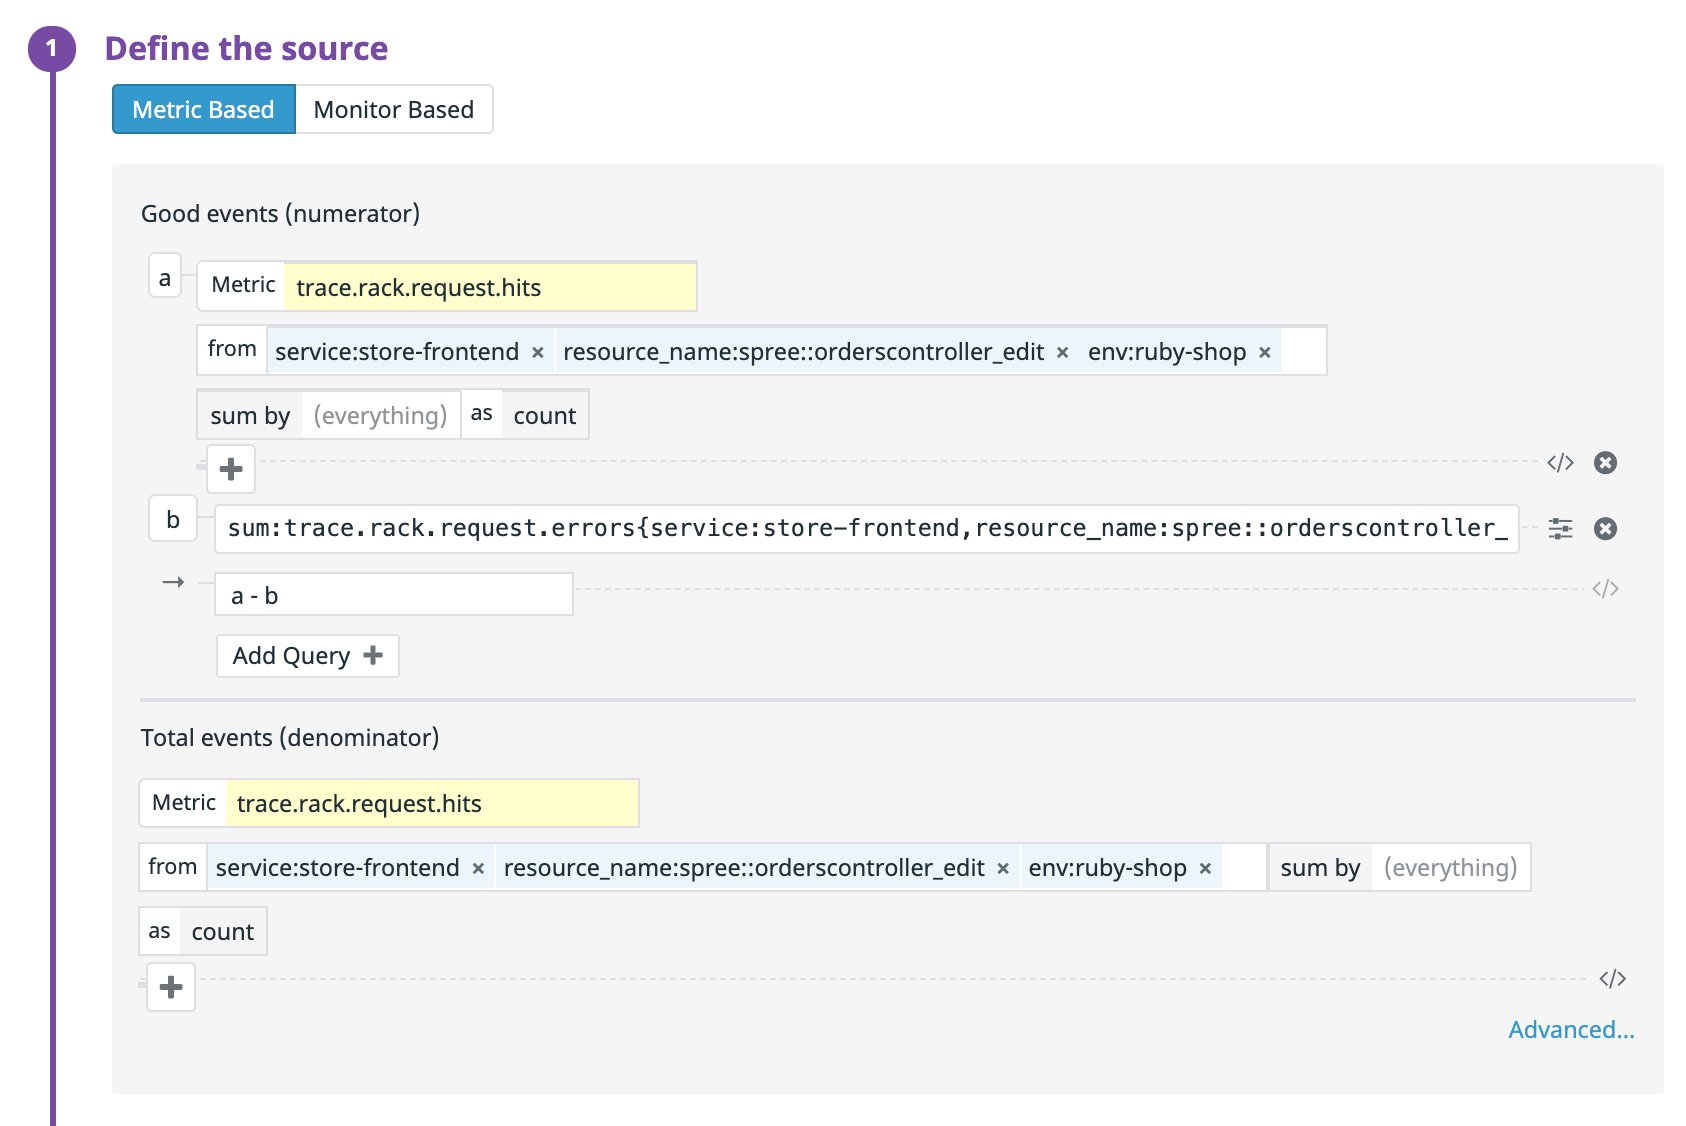 1 Define the source
Metric Based Monitor Based
Good events (numerator)
a Metric trace.rack.request.hits
from service:store-frontend × resource_name:spree::orderscontroller_edit × env:ruby-shop ×
sum by (everything) as count
+ </>
b sum:trace.rack.request.errors{service:store-frontend,resource_name:spree::orderscontroller_
→ a - b </>
Add Query +
Total events (denominator)
Metric trace.rack.request.hits
from service:store-frontend × resource_name:spree::orderscontroller_edit × env:ruby-shop × sum by (everything)
as count
+ </>
Advanced...